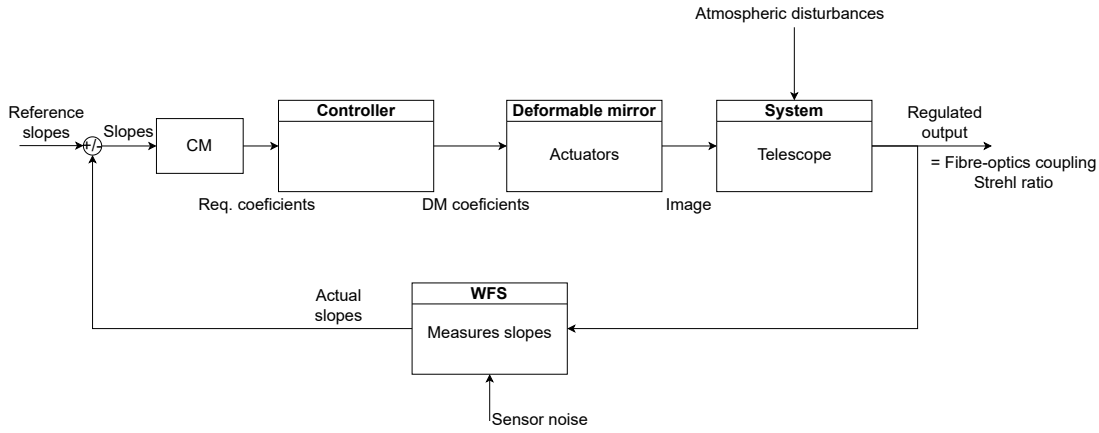 Atmospheric disturbances
Reference
slopes
+/-
Slopes
CM
Controller
Deformable mirror
Actuators
System
Telescope
Regulated
output
= Fibre-optics coupling
Strehl ratio
Req. coeficients
DM coeficients
Image
Actual
slopes
WFS
Measures slopes
Sensor noise